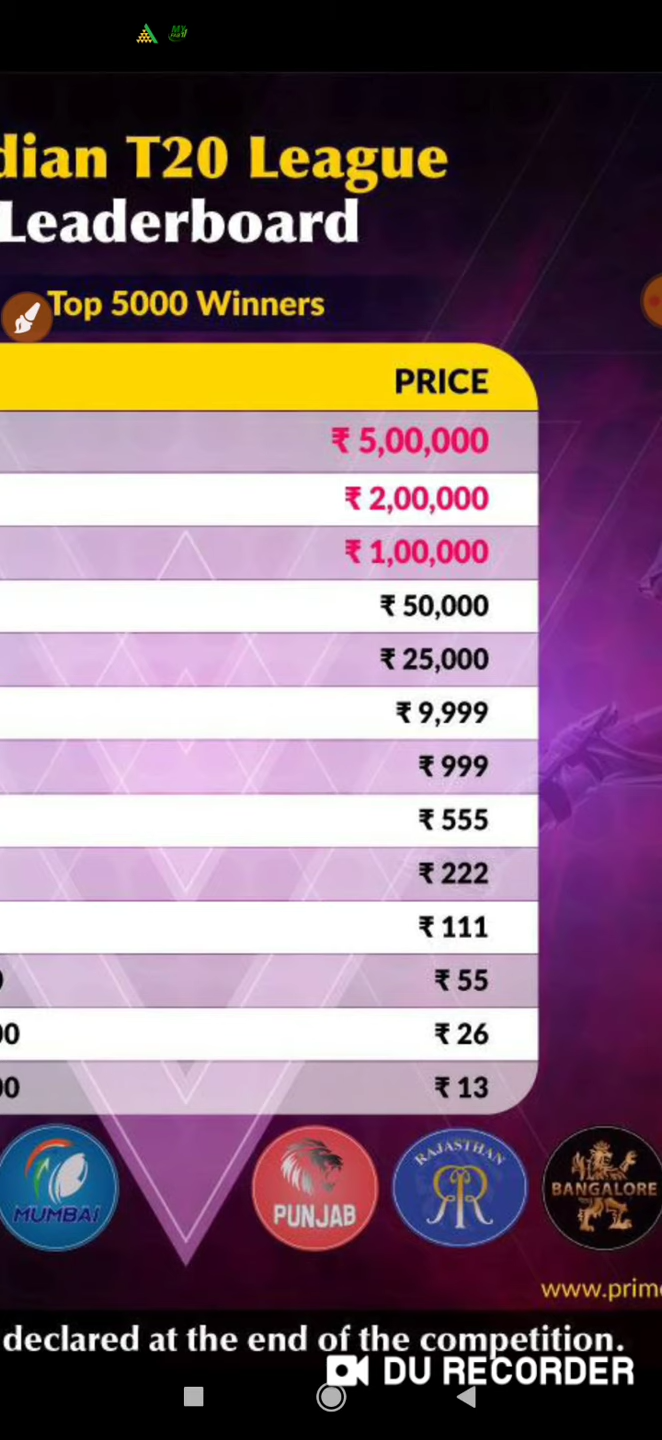 dian T20 League
Leaderboard
Top 5000 Winners
PRICE
₹ 5,00,000
₹ 2,00,000
₹ 1,00,000
₹ 50,000
₹ 25,000
₹ 9,999
₹ 999
₹ 555
₹ 222
₹ 111
₹ 55
00 ₹ 26
00 ₹ 13
MUMBAI
PUNJAB
RAJASTHAN
RR
BANGALORE
www.prim
declared at the end of the competition.
DU RECORDER